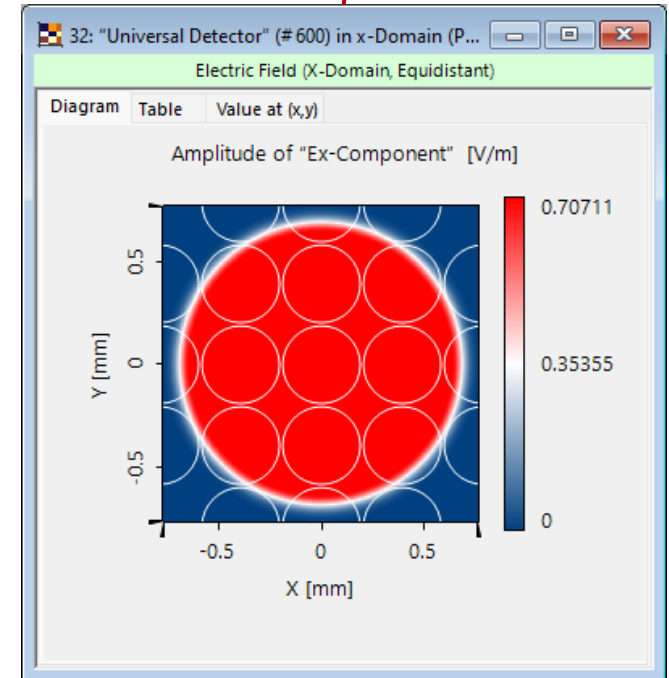 32: "Universal Detector" (# 600) in x-Domain (P...
Electric Field (X-Domain, Equidistant)
Diagram Table Value at (x,y)
Amplitude of "Ex-Component" [V/m]
0.70711
0.5
0.35355
0
Y [mm]
-0.5
0
-0.5 0 0.5
X [mm]